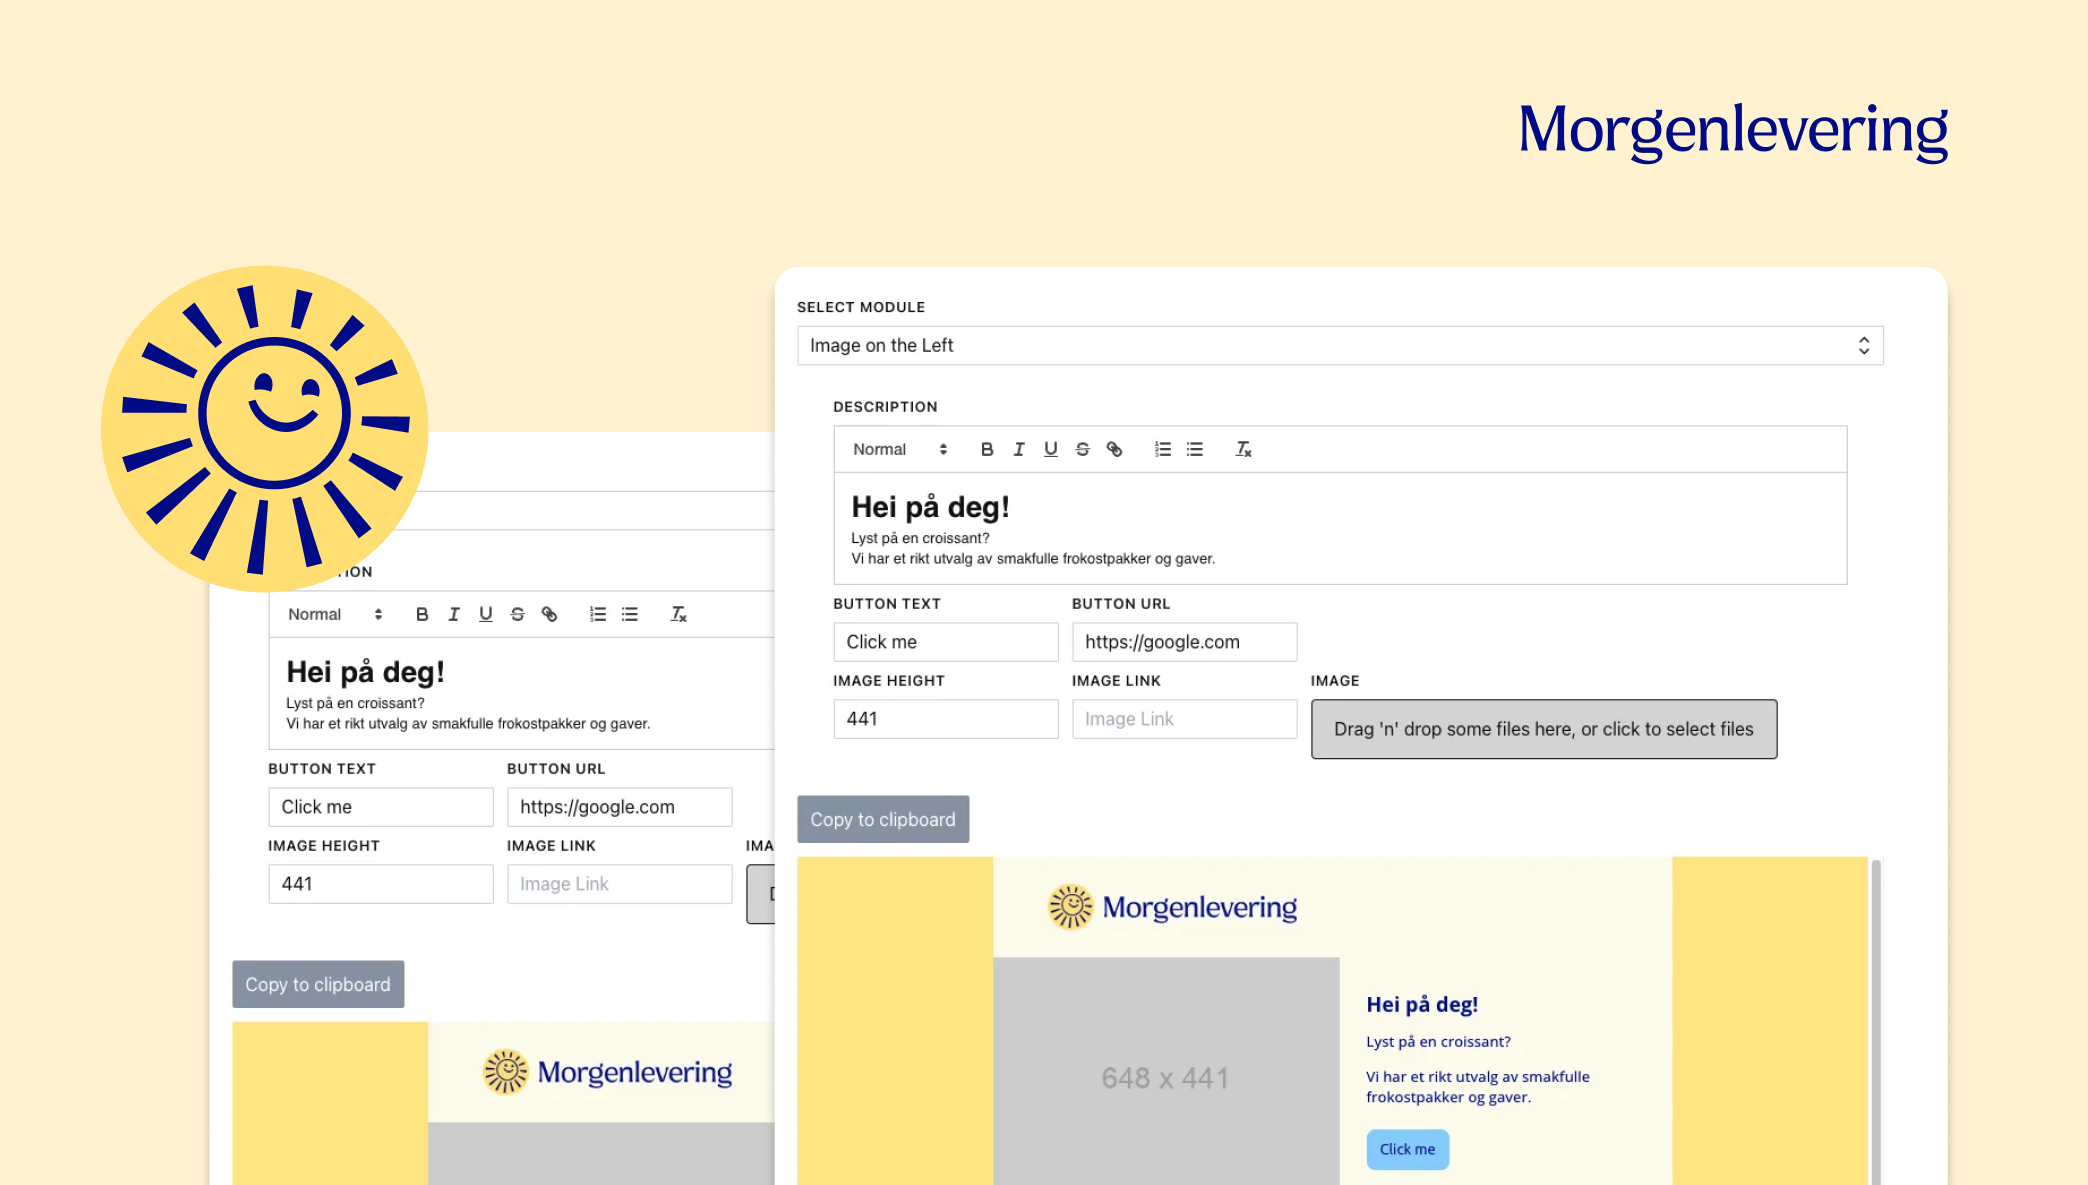 Morgenlevering
SELECT MODULE
Image on the Left
DESCRIPTION
Normal
Hei på deg!
Lyst på en croissant?
Vi har et rikt utvalg av smakfulle frokostpakker og gaver.
BUTTON TEXT
BUTTON URL
Click me
https://google.com
IMAGE HEIGHT
IMAGE LINK
IMAGE
441
Image Link
Drag 'n' drop some files here, or click to select files
Copy to clipboard
Morgenlevering
648 x 441
Hei på deg!
Lyst på en croissant?
Vi har et rikt utvalg av smakfulle
frokostpakker og gaver.
Click me
ION
Normal
Hei på deg!
Lyst på en croissant?
Vi har et rikt utvalg av smakfulle frokostpakker og gaver.
BUTTON TEXT
BUTTON URL
Click me
https://google.com
IMAGE HEIGHT
IMAGE LINK
IMA
441
Image Link
Copy to clipboard
Morgenlevering